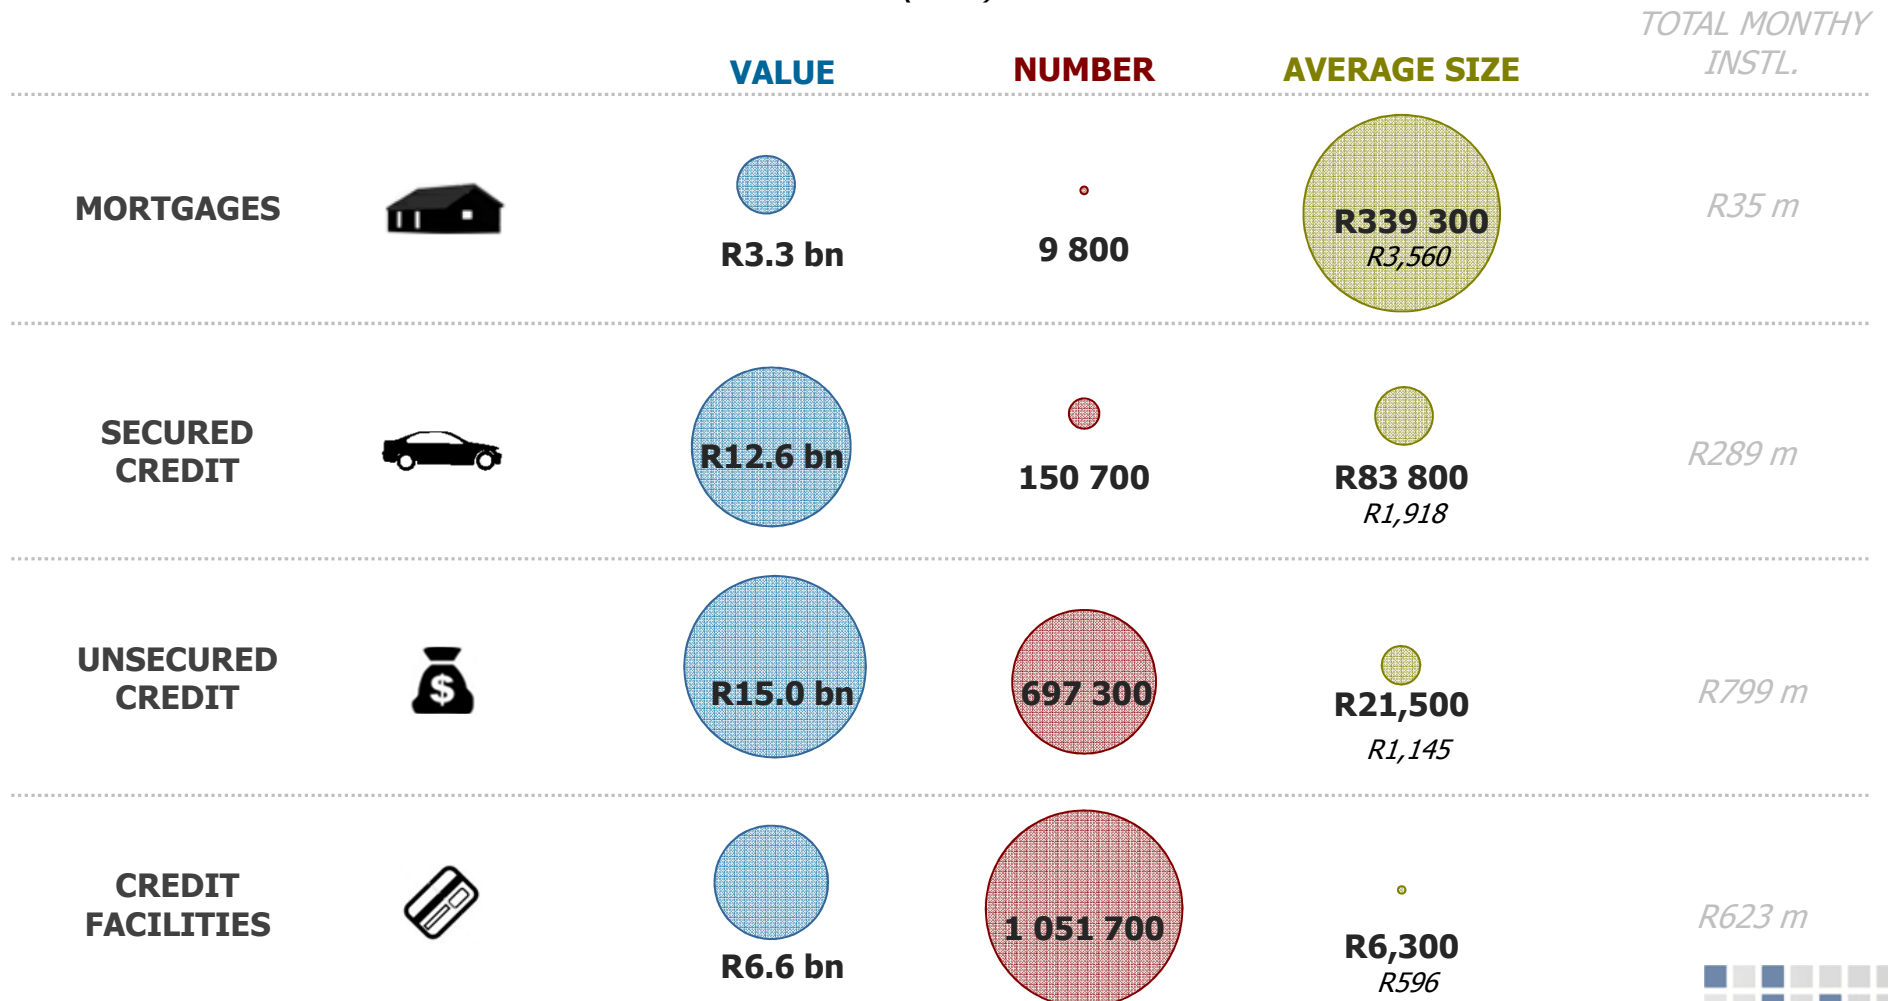 TOTAL MONTHY
INSTL.
VALUE
NUMBER
AVERAGE SIZE
MORTGAGES
R3.3 bn
9 800
R339 300
R3,560
R35 m
SECURED
CREDIT
R12.6 bn
150 700
R83 800
R1,918
R289 m
UNSECURED
CREDIT
$
R15.0 bn
697 300
R21,500
R1,145
R799 m
CREDIT
FACILITIES
R6.6 bn
1 051 700
R6,300
R596
R623 m